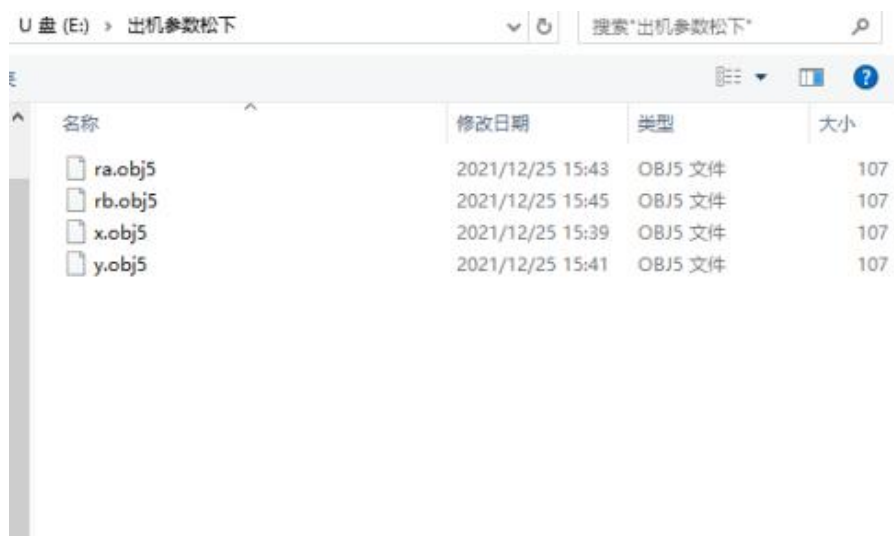 U 盘 (E:) › 出机参数松下
搜索"出机参数松下"
名称 修改日期 类型 大小
ra.obj5 2021/12/25 15:43 OBJ5 文件 107
rb.obj5 2021/12/25 15:45 OBJ5 文件 107
x.obj5 2021/12/25 15:39 OBJ5 文件 107
y.obj5 2021/12/25 15:41 OBJ5 文件 107